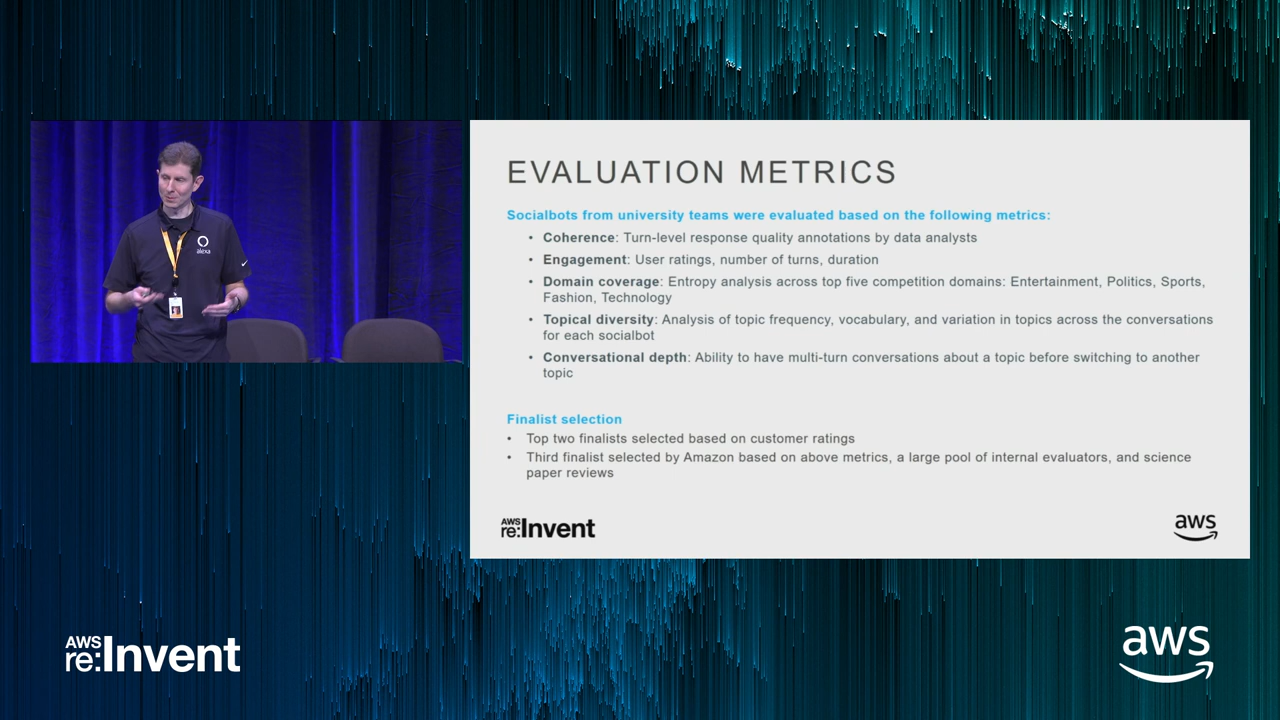 alexa
EVALUATION METRICS
Socialbots from university teams were evaluated based on the following metrics:
• Coherence: Turn-level response quality annotations by data analysts
• Engagement: User ratings, number of turns, duration
• Domain coverage: Entropy analysis across top five competition domains: Entertainment, Politics, Sports,
Fashion, Technology
• Topical diversity: Analysis of topic frequency, vocabulary, and variation in topics across the conversations
for each socialbot
• Conversational depth: Ability to have multi-turn conversations about a topic before switching to another
topic
Finalist selection
• Top two finalists selected based on customer ratings
• Third finalist selected by Amazon based on above metrics, a large pool of internal evaluators, and science
paper reviews
AWS
re:Invent
aws
AWS
re:Invent
aws